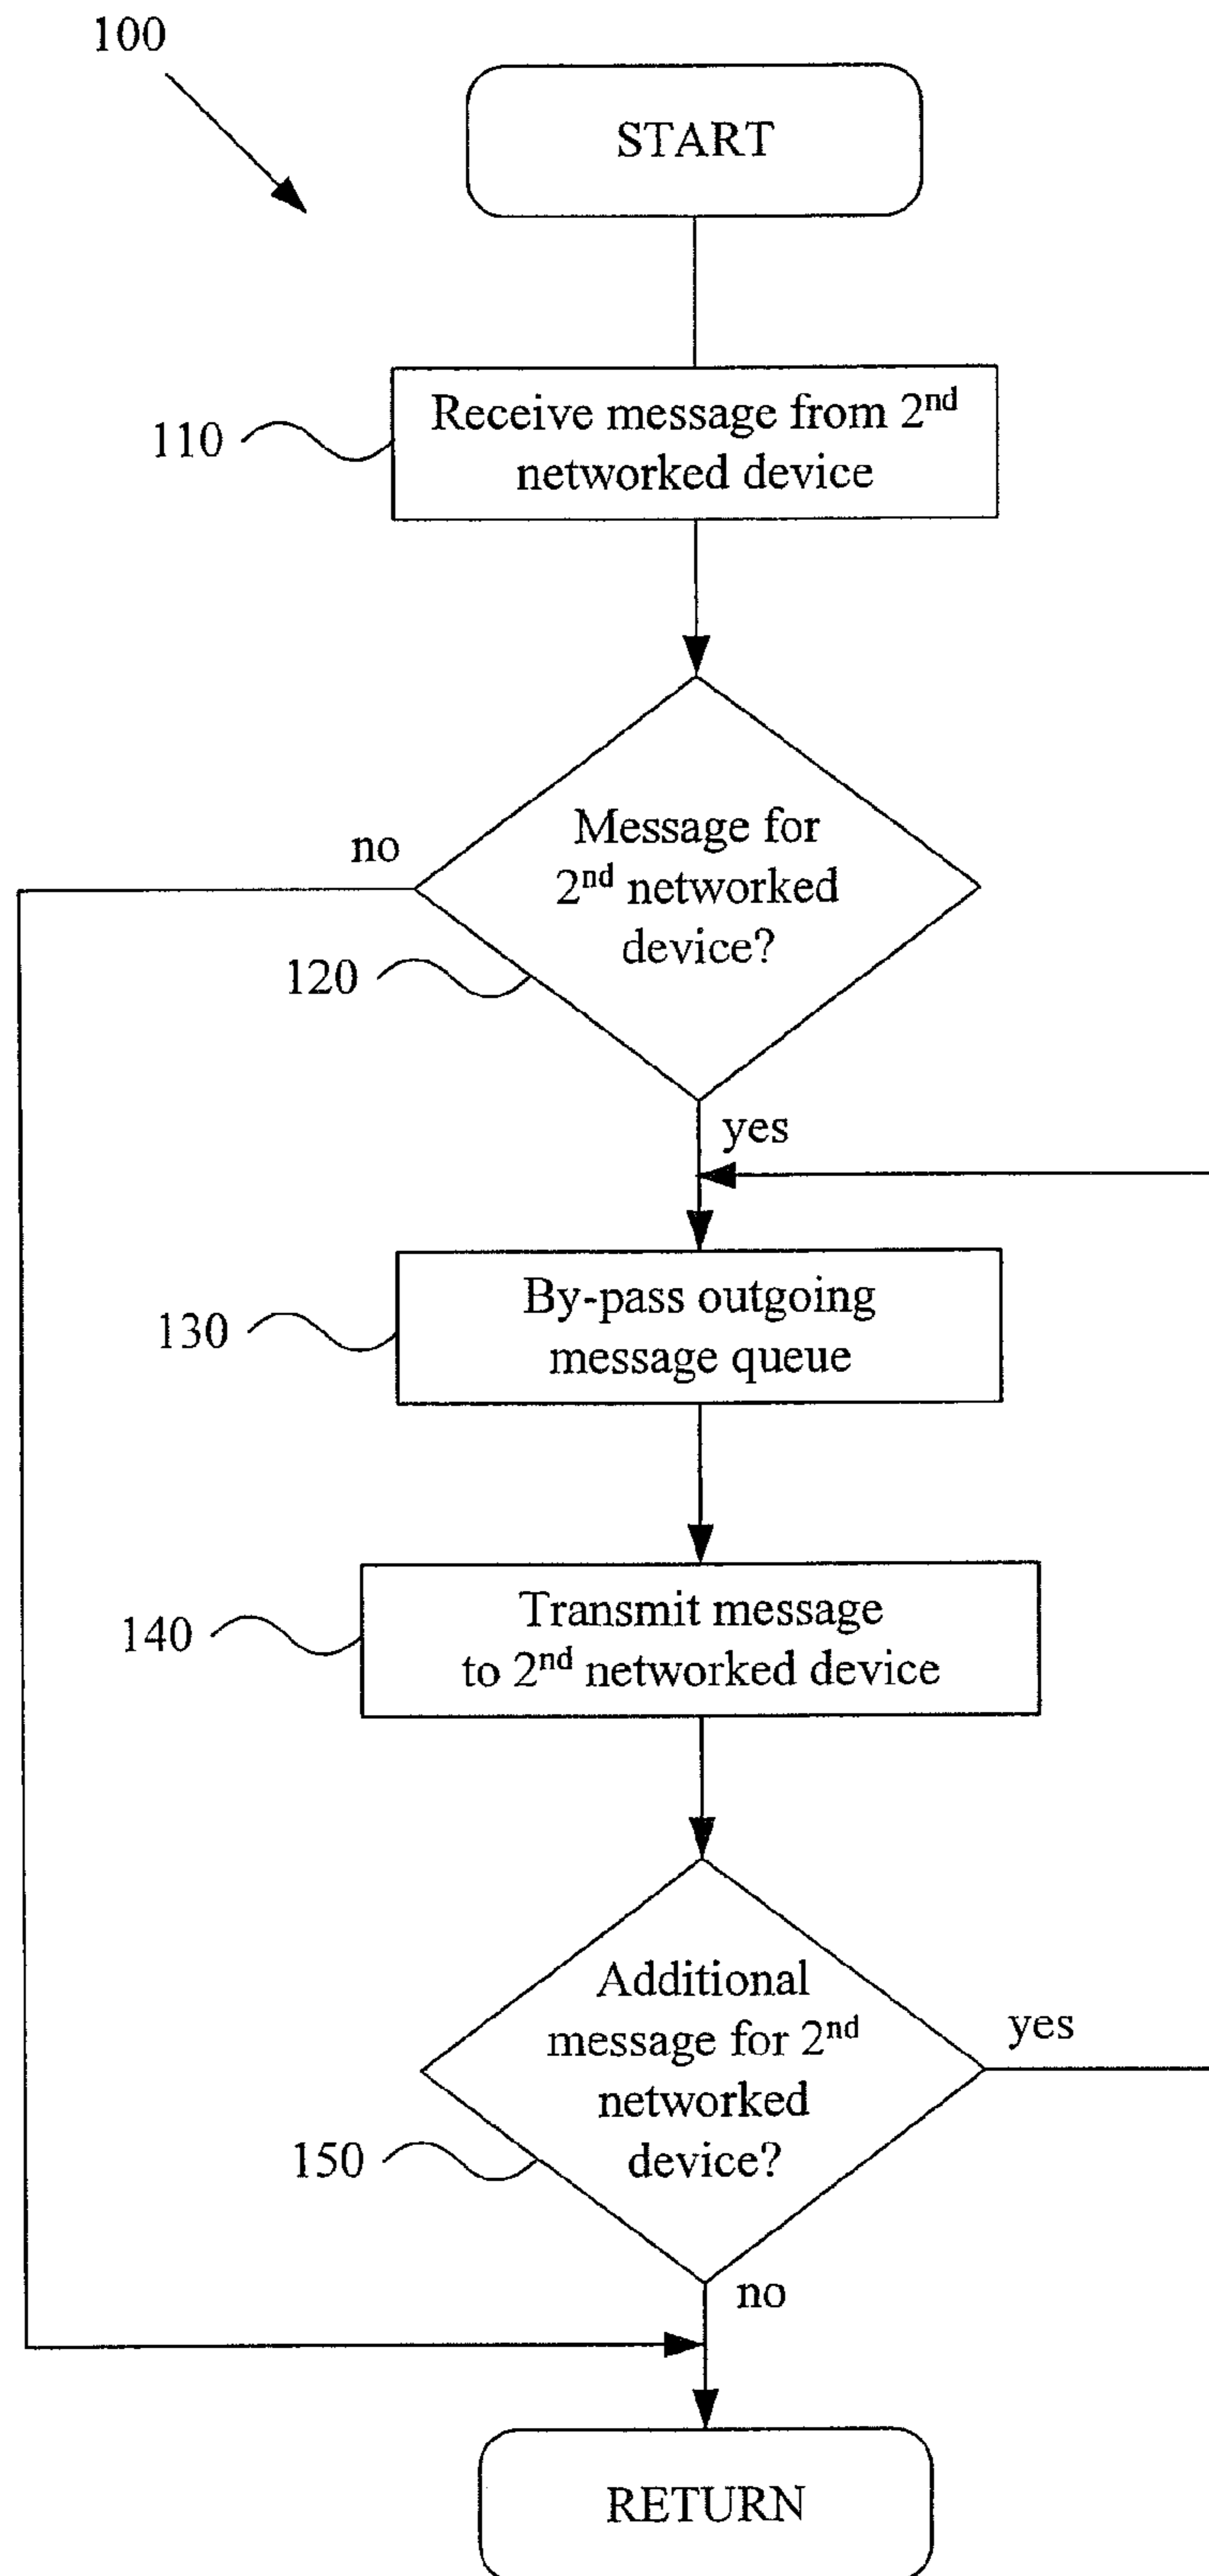 100
START
110
Receive message from 2nd
networked device
no
Message for
2nd networked
device?
120
yes
130
By-pass outgoing
message queue
140
Transmit message
to 2nd networked device
Additional
message for 2nd
networked
device?
yes
150
no
RETURN